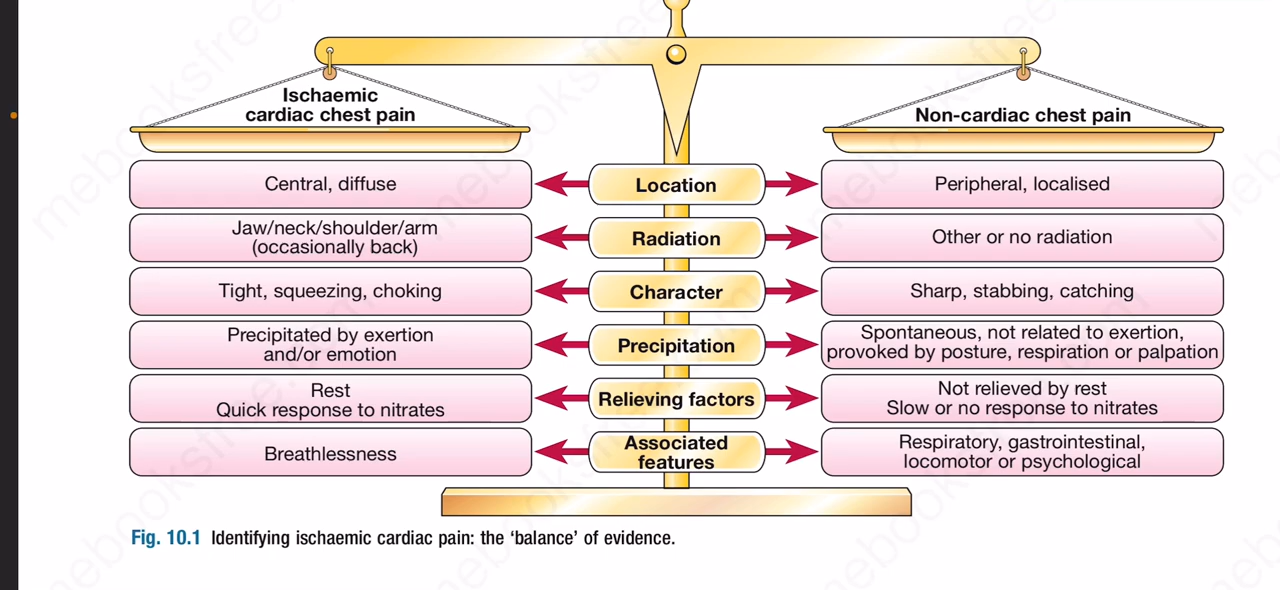 Ischaemic
cardiac chest pain
Non-cardiac chest pain
Central, diffuse
Location
Peripheral, localised
Jaw/neck/shoulder/arm
(occasionally back)
Radiation
Other or no radiation
Tight, squeezing, choking
Character
Sharp, stabbing, catching
Precipitated by exertion
and/or emotion
Precipitation
Spontaneous, not related to exertion,
provoked by posture, respiration or palpation
Rest
Quick response to nitrates
Relieving factors
Not relieved by rest
Slow or no response to nitrates
Breathlessness
Associated
features
Respiratory, gastrointestinal,
locomotor or psychological
Fig. 10.1 Identifying ischaemic cardiac pain: the ‘balance’ of evidence.